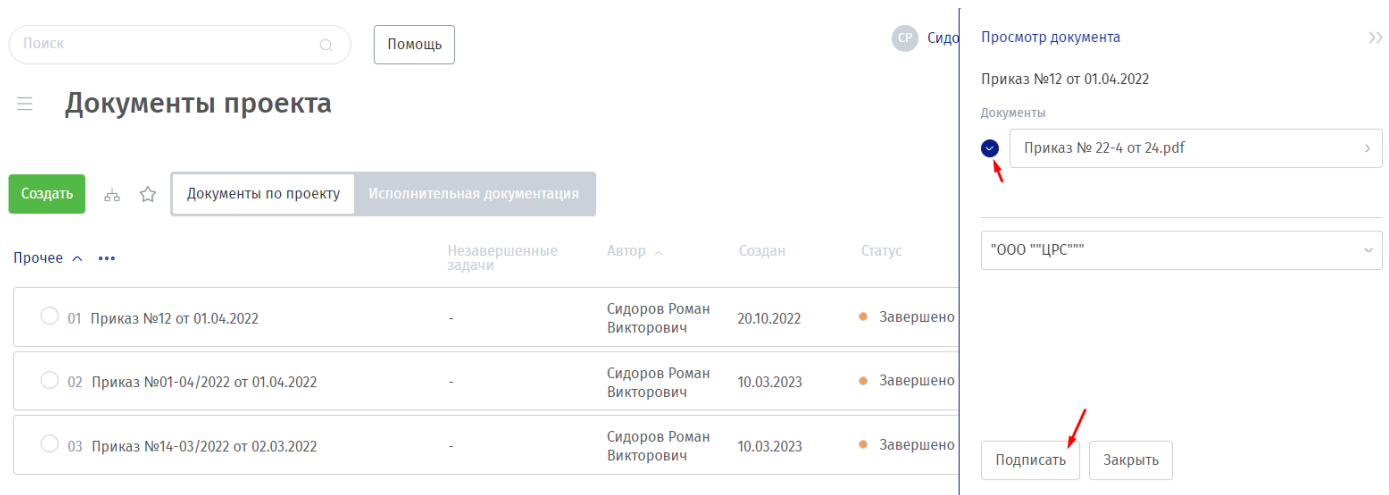 Поиск
Помощь
СР Сидо
Документы проекта
Создать
Документы по проекту
Исполнительная документация
Прочее
Незавершенные
задачи
Автор
Создан
Статус
01 Приказ №12 от 01.04.2022
-
Сидоров Роман
Викторович
20.10.2022
Завершено
02 Приказ №01-04/2022 от 01.04.2022
-
Сидоров Роман
Викторович
10.03.2023
Завершено
03 Приказ №14-03/2022 от 02.03.2022
-
Сидоров Роман
Викторович
10.03.2023
Завершено
Просмотр документа
Приказ №12 от 01.04.2022
Документы
Приказ № 22-4 от 24.pdf
"ООО ""ЦРС"""
Подписать
Закрыть